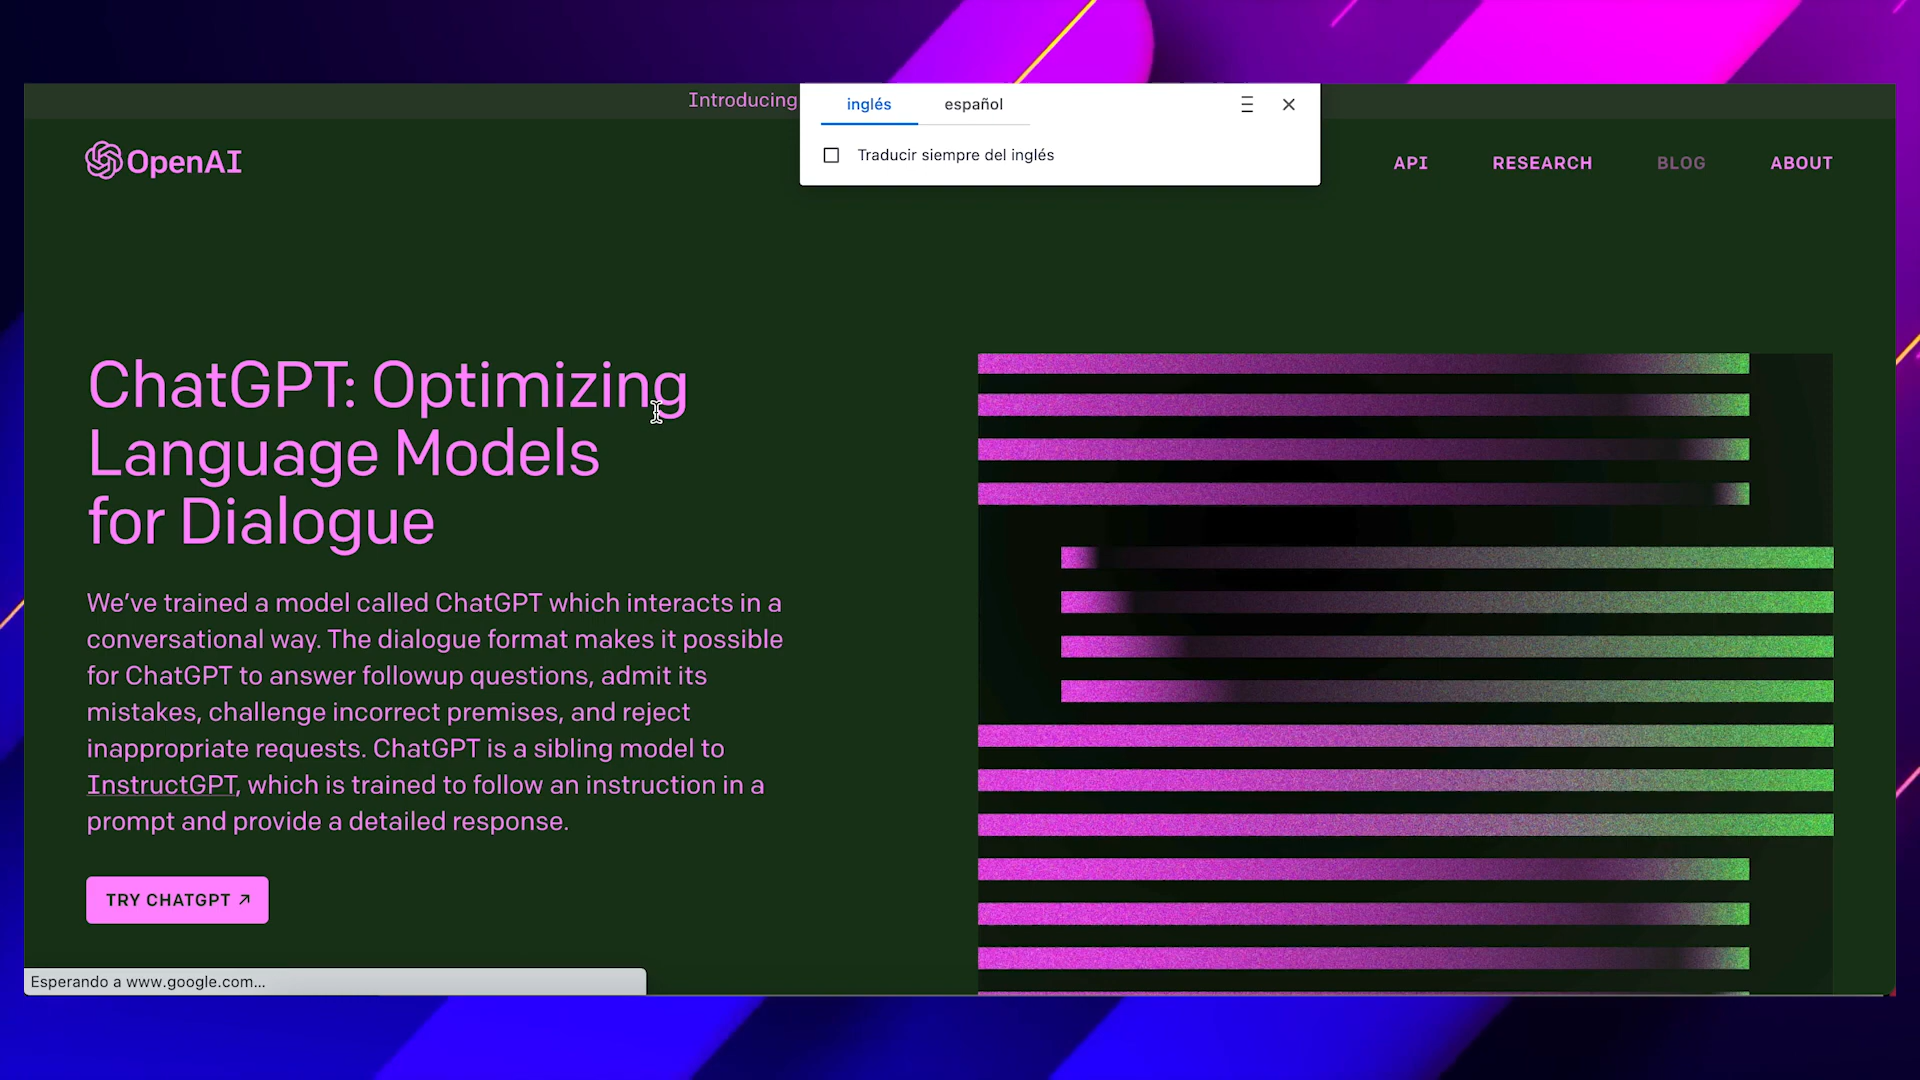 Introducing
inglés español
Traducir siempre del inglés
OpenAI
API RESEARCH BLOG ABOUT
ChatGPT: Optimizing
Language Models
for Dialogue
We’ve trained a model called ChatGPT which interacts in a
conversational way. The dialogue format makes it possible
for ChatGPT to answer followup questions, admit its
mistakes, challenge incorrect premises, and reject
inappropriate requests. ChatGPT is a sibling model to
InstructGPT, which is trained to follow an instruction in a
prompt and provide a detailed response.
TRY CHATGPT ↗
Esperando a www.google.com...